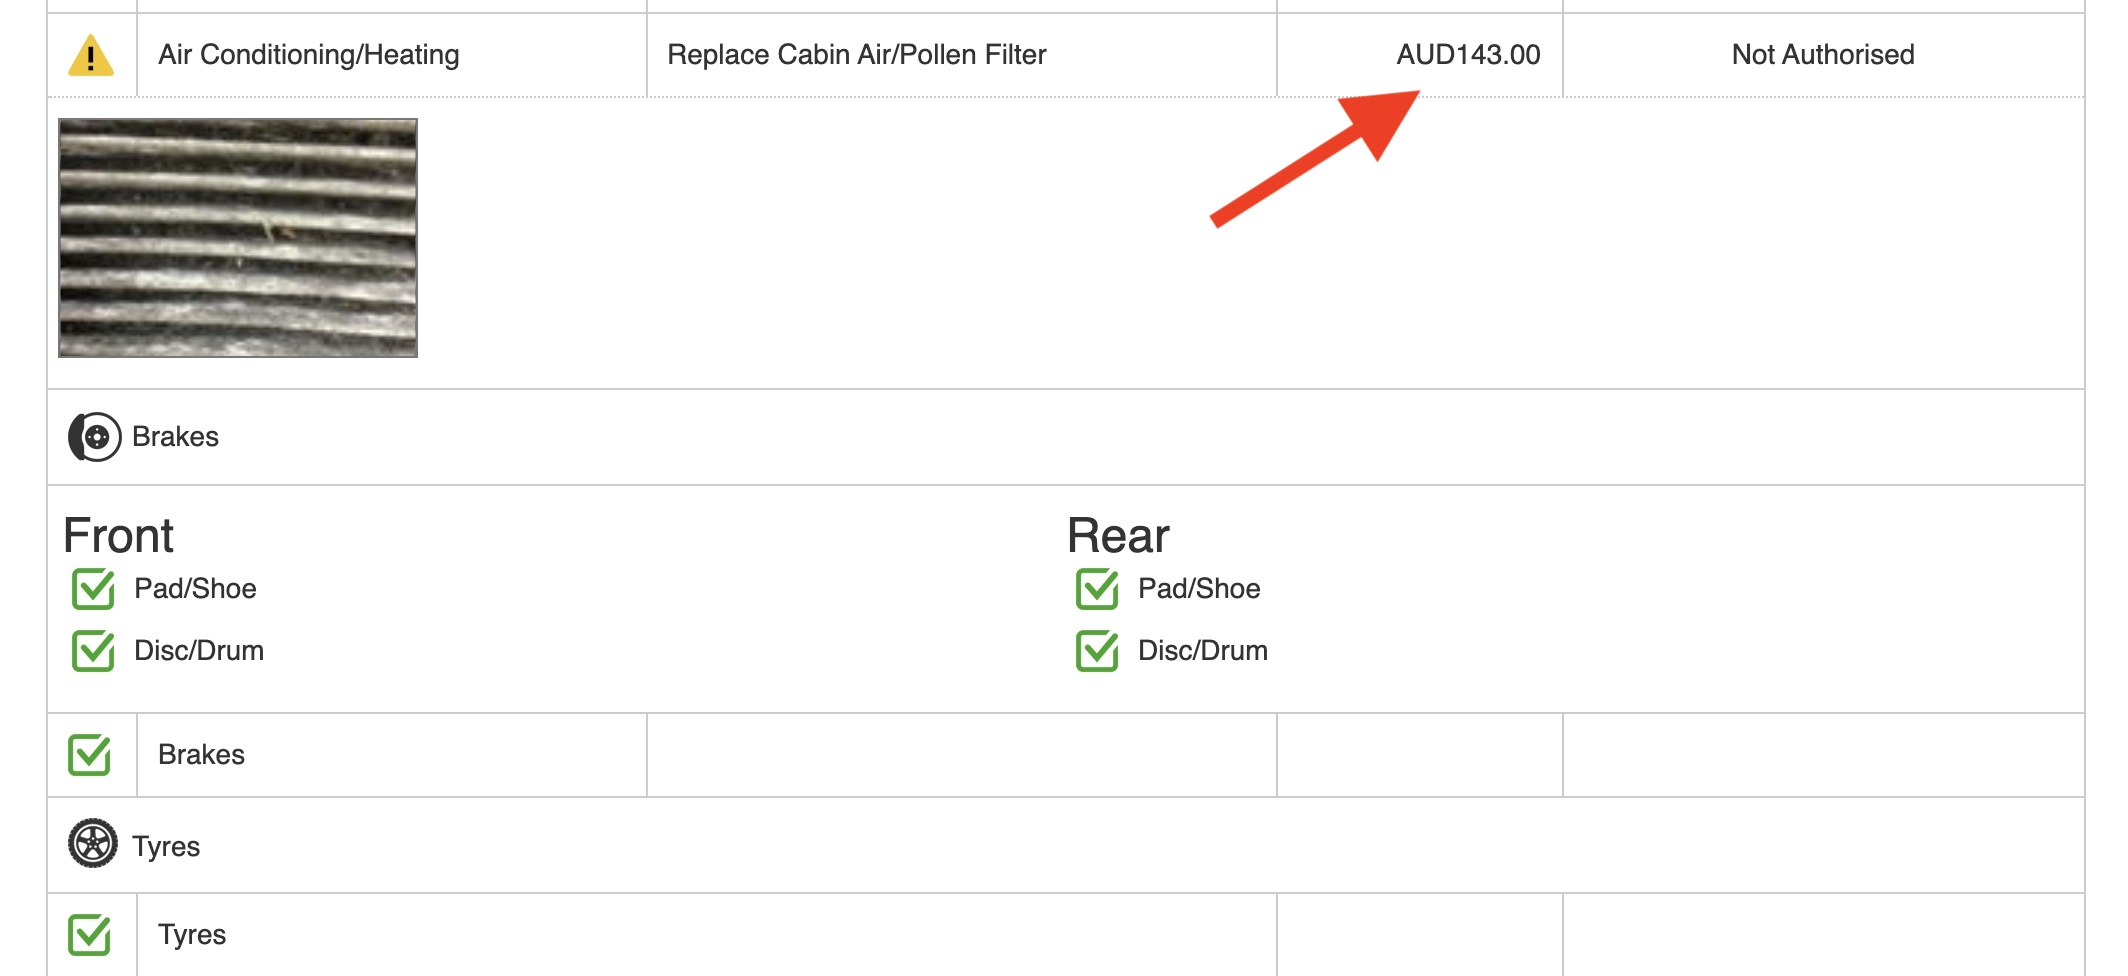 Air Conditioning/Heating Replace Cabin Air/Pollen Filter AUD143.00 Not Authorised
Brakes
Front Rear
Pad/Shoe Pad/Shoe
Disc/Drum Disc/Drum
Brakes
Tyres
Tyres